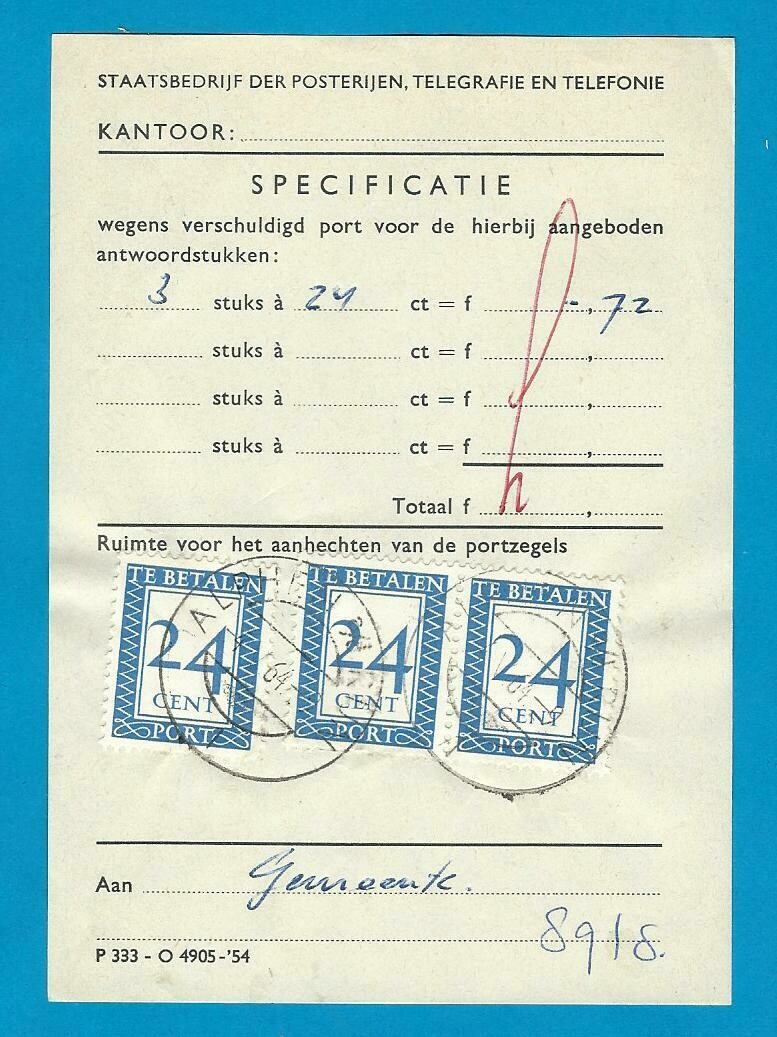 STAATSBEDRIJF DER POSTERIJEN, TELEGRAFIE EN TELEFONIE
KANTOOR:
SPECIFICATIE
wegens verschuldigd port voor de hierbij aangeboden
antwoordstukken:
3 stuks à 24 ct = f -, 72
stuks à ct = f ,
stuks à ct = f ,
stuks à ct = f ,
Totaal f ,
Ruimte voor het aanhechten van de portzegels
TE BETALEN TE BETALEN TE BETALEN
24 24 24
CENT CENT CENT
PORT PORT PORT
64
Aan Gemeente.
8918.
P 333 - O 4905-'54